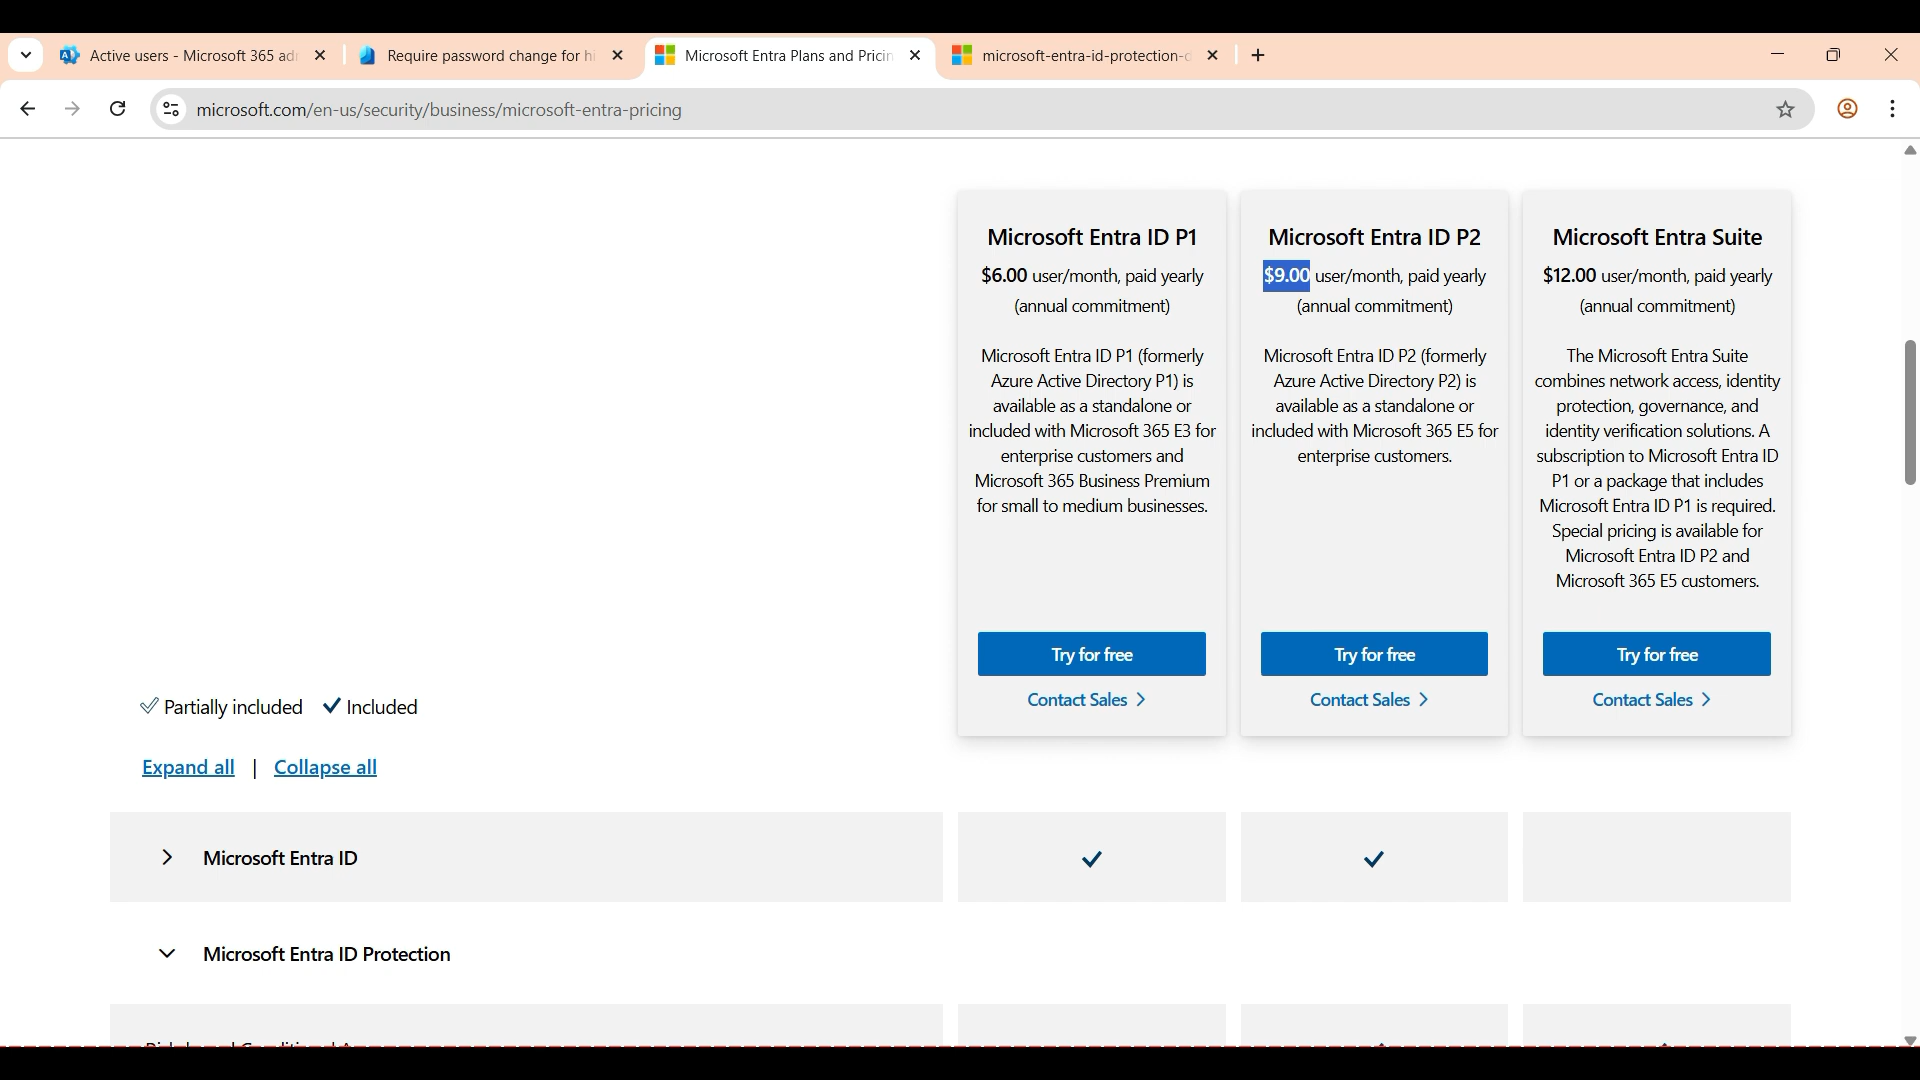 Active users - Microsoft 365 ad
Require password change for hi
Microsoft Entra Plans and Pricin
microsoft-entra-id-protection-c
microsoft.com/en-us/security/business/microsoft-entra-pricing
Microsoft Entra ID P1
$6.00 user/month, paid yearly
(annual commitment)
Microsoft Entra ID P1 (formerly
Azure Active Directory P1) is
available as a standalone or
included with Microsoft 365 E3 for
enterprise customers and
Microsoft 365 Business Premium
for small to medium businesses.
Try for free
Contact Sales
Microsoft Entra ID P2
$9.00 user/month, paid yearly
(annual commitment)
Microsoft Entra ID P2 (formerly
Azure Active Directory P2) is
available as a standalone or
included with Microsoft 365 E5 for
enterprise customers.
Try for free
Contact Sales
Microsoft Entra Suite
$12.00 user/month, paid yearly
(annual commitment)
The Microsoft Entra Suite
combines network access, identity
protection, governance, and
identity verification solutions. A
subscription to Microsoft Entra ID
P1 or a package that includes
Microsoft Entra ID P1 is required.
Special pricing is available for
Microsoft Entra ID P2 and
Microsoft 365 E5 customers.
Try for free
Contact Sales
Partially included Included
Expand all | Collapse all
Microsoft Entra ID
Microsoft Entra ID Protection